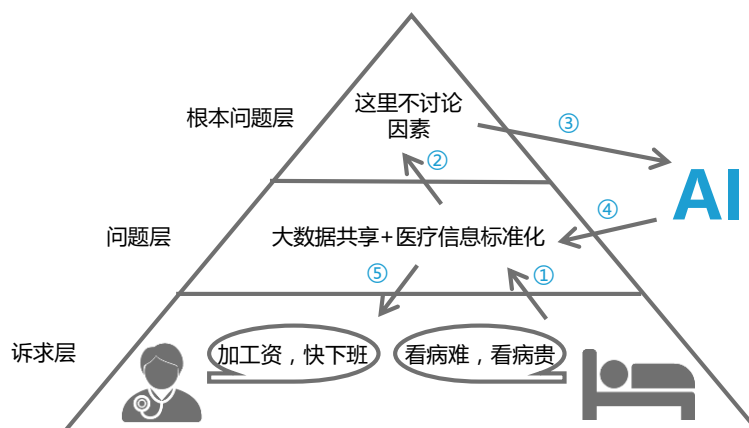 这里不讨论
因素
根本问题层
③
②
AI
④
问题层
大数据共享+医疗信息标准化
⑤
①
诉求层
加工资，快下班
看病难，看病贵